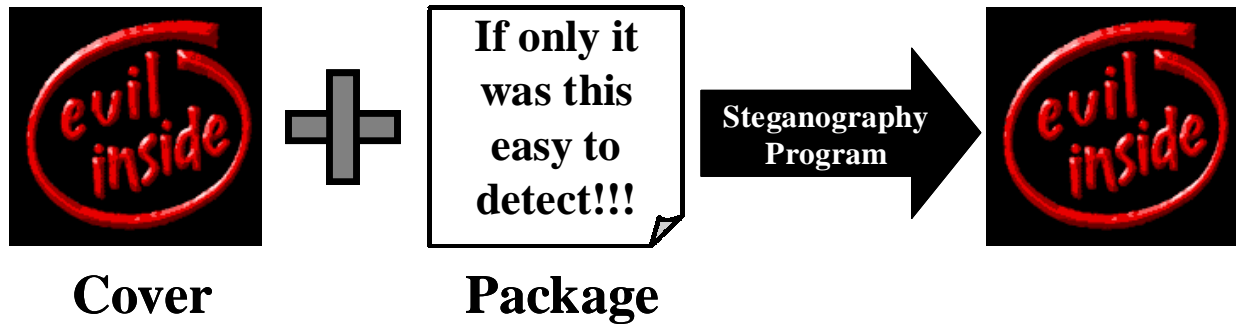 evil
inside
If only it
was this
easy to
detect!!!
Steganography
Program
evil
inside
Cover
Package